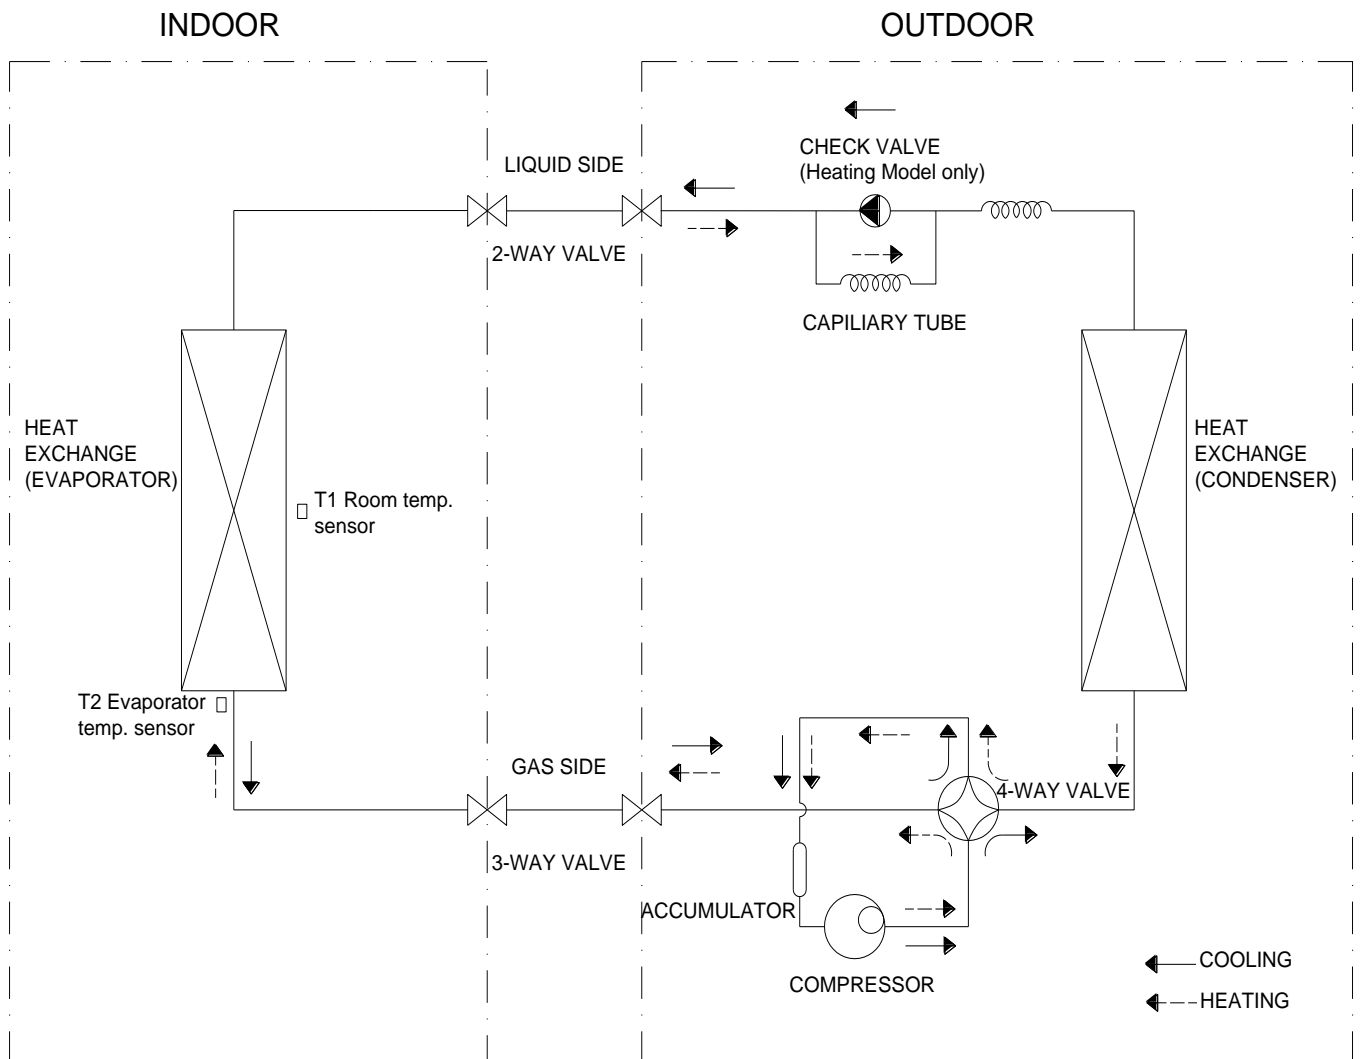 INDOOR
OUTDOOR
CHECK VALVE
(Heating Model only)
LIQUID SIDE
2-WAY VALVE
CAPILIARY TUBE
HEAT
EXCHANGE
(EVAPORATOR)
T1 Room temp.
sensor
HEAT
EXCHANGE
(CONDENSER)
T2 Evaporator
temp. sensor
GAS SIDE
3-WAY VALVE
4-WAY VALVE
ACCUMULATOR
COMPRESSOR
COOLING
HEATING